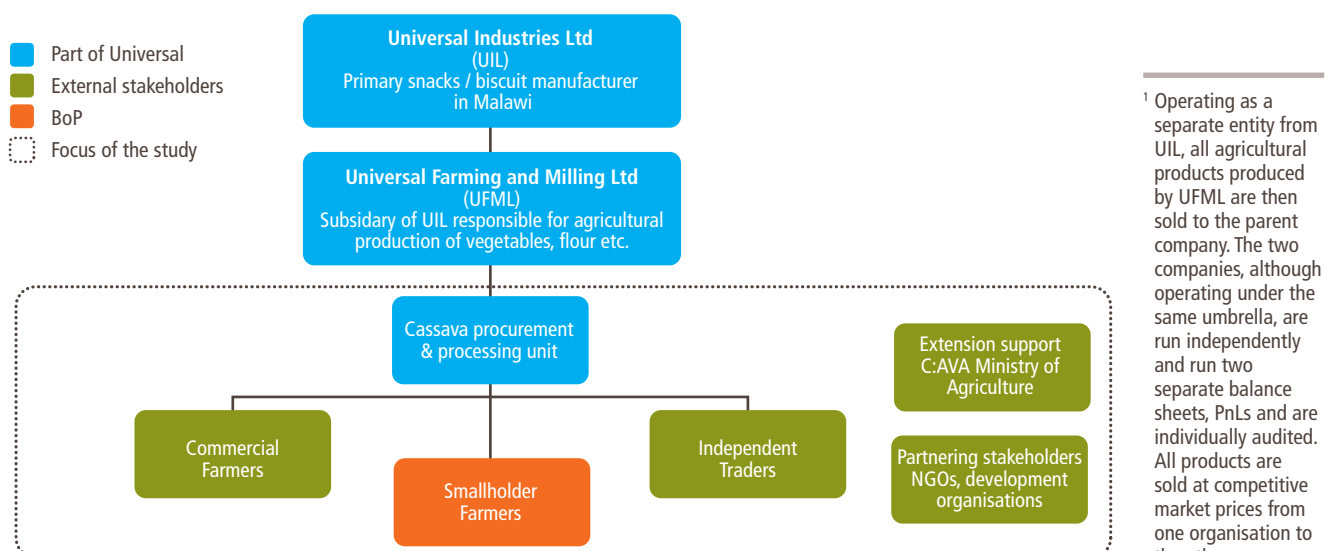 Part of Universal
External stakeholders
BoP
Focus of the study
Universal Industries Ltd
(UIL)
Primary snacks / biscuit manufacturer
in Malawi
Universal Farming and Milling Ltd
(UFML)
Subsidary of UIL responsible for agricultural
production of vegetables, flour etc.
Cassava procurement
& processing unit
Commercial
Farmers
Smallholder
Farmers
Independent
Traders
Extension support
C:AVA Ministry of
Agriculture
Partnering stakeholders
NGOs, development
organisations
1 Operating as a
separate entity from
UIL, all agricultural
products produced
by UFML are then
sold to the parent
company. The two
companies, although
operating under the
same umbrella, are
run independently
and run two
separate balance
sheets, PnLs and are
individually audited.
All products are
sold at competitive
market prices from
one organisation to